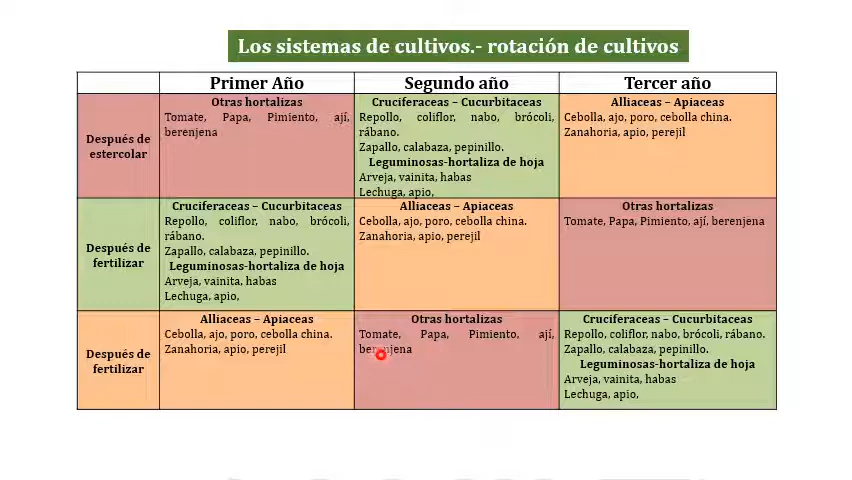 Los sistemas de cultivos.- rotación de cultivos
Primer Año
Segundo año
Tercer año
Después de
estercolar
Otras hortalizas
Tomate, Papa, Pimiento, ají,
berenjena
Cruciferaceas – Cucurbitaceas
Repollo, coliflor, nabo, brócoli,
rábano.
Zapallo, calabaza, pepinillo.
Leguminosas-hortaliza de hoja
Arveja, vainita, habas
Lechuga, apio,
Alliaceas – Apiaceas
Cebolla, ajo, poro, cebolla china.
Zanahoria, apio, perejil
Después de
fertilizar
Cruciferaceas – Cucurbitaceas
Repollo, coliflor, nabo, brócoli,
rábano.
Zapallo, calabaza, pepinillo.
Leguminosas-hortaliza de hoja
Arveja, vainita, habas
Lechuga, apio,
Alliaceas – Apiaceas
Cebolla, ajo, poro, cebolla china.
Zanahoria, apio, perejil
Otras hortalizas
Tomate, Papa, Pimiento, ají, berenjena
Después de
fertilizar
Alliaceas – Apiaceas
Cebolla, ajo, poro, cebolla china.
Zanahoria, apio, perejil
Otras hortalizas
Tomate, Papa, Pimiento, ají,
berenjena
Cruciferaceas – Cucurbitaceas
Repollo, coliflor, nabo, brócoli, rábano.
Zapallo, calabaza, pepinillo.
Leguminosas-hortaliza de hoja
Arveja, vainita, habas
Lechuga, apio,